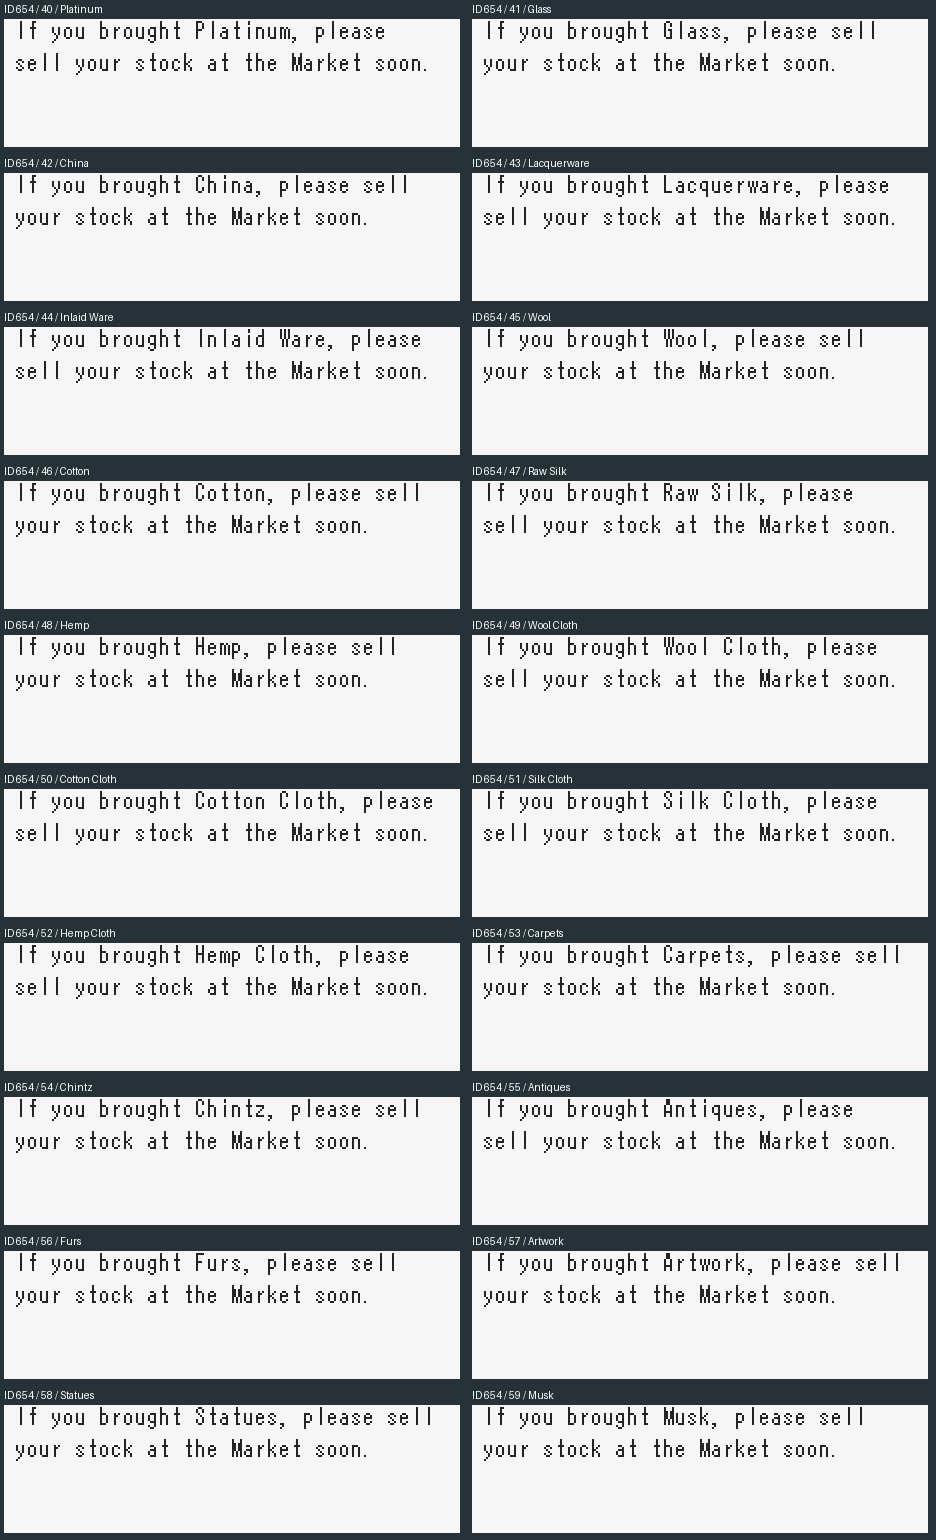 ID654 / 40 / Platinum
If you brought Platinum, please
sell your stock at the Market soon.
ID654 / 41 / Glass
If you brought Glass, please sell
your stock at the Market soon.
ID654 / 42 / China
If you brought China, please sell
your stock at the Market soon.
ID654 / 43 / Lacquerware
If you brought Lacquerware, please
sell your stock at the Market soon.
ID654 / 44 / Inlaid Ware
If you brought Inlaid Ware, please
sell your stock at the Market soon.
ID654 / 45 / Wool
If you brought Wool, please sell
your stock at the Market soon.
ID654 / 46 / Cotton
If you brought Cotton, please sell
your stock at the Market soon.
ID654 / 47 / Raw Silk
If you brought Raw Silk, please
sell your stock at the Market soon.
ID654 / 48 / Hemp
If you brought Hemp, please sell
your stock at the Market soon.
ID654 / 49 / Wool Cloth
If you brought Wool Cloth, please
sell your stock at the Market soon.
ID654 / 50 / Cotton Cloth
If you brought Cotton Cloth, please
sell your stock at the Market soon.
ID654 / 51 / Silk Cloth
If you brought Silk Cloth, please
sell your stock at the Market soon.
ID654 / 52 / Hemp Cloth
If you brought Hemp Cloth, please
sell your stock at the Market soon.
ID654 / 53 / Carpets
If you brought Carpets, please sell
your stock at the Market soon.
ID654 / 54 / Chintz
If you brought Chintz, please sell
your stock at the Market soon.
ID654 / 55 / Antiques
If you brought Antiques, please
sell your stock at the Market soon.
ID654 / 56 / Furs
If you brought Furs, please sell
your stock at the Market soon.
ID654 / 57 / Artwork
If you brought Artwork, please sell
your stock at the Market soon.
ID654 / 58 / Statues
If you brought Statues, please sell
your stock at the Market soon.
ID654 / 59 / Musk
If you brought Musk, please sell
your stock at the Market soon.